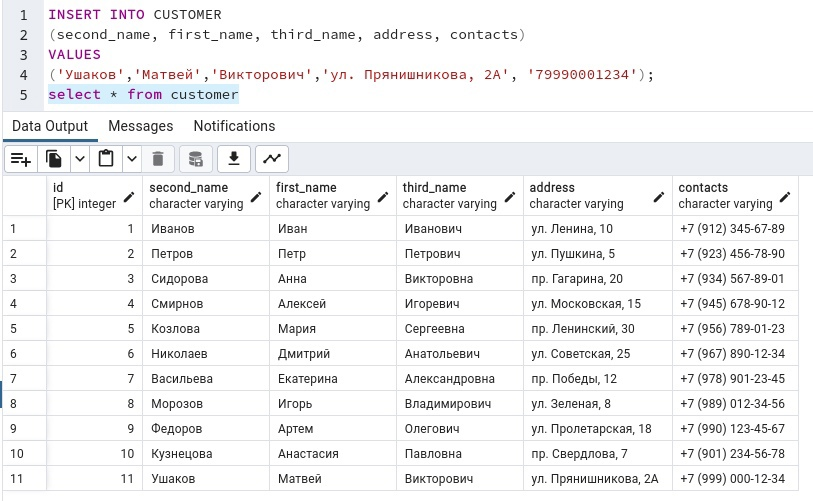 1 INSERT INTO CUSTOMER
2 (second_name, first_name, third_name, address, contacts)
3 VALUES
4 ('Ушаков','Матвей','Викторович','ул. Прянишникова, 2А', '79990001234');
5 select * from customer
Data Output Messages Notifications
id second_name first_name third_name address contacts
[PK] integer character varying character varying character varying character varying character varying
1 1 Иванов Иван Иванович ул. Ленина, 10 +7 (912) 345-67-89
2 2 Петров Петр Петрович ул. Пушкина, 5 +7 (923) 456-78-90
3 3 Сидорова Анна Викторовна пр. Гагарина, 20 +7 (934) 567-89-01
4 4 Смирнов Алексей Игоревич ул. Московская, 15 +7 (945) 678-90-12
5 5 Козлова Мария Сергеевна пр. Ленинский, 30 +7 (956) 789-01-23
6 6 Николаев Дмитрий Анатольевич ул. Советская, 25 +7 (967) 890-12-34
7 7 Васильева Екатерина Александровна пр. Победы, 12 +7 (978) 901-23-45
8 8 Морозов Игорь Владимирович ул. Зеленая, 8 +7 (989) 012-34-56
9 9 Федоров Артем Олегович ул. Пролетарская, 18 +7 (990) 123-45-67
10 10 Кузнецова Анастасия Павловна пр. Свердлова, 7 +7 (901) 234-56-78
11 11 Ушаков Матвей Викторович ул. Прянишникова, 2А +7 (999) 000-12-34